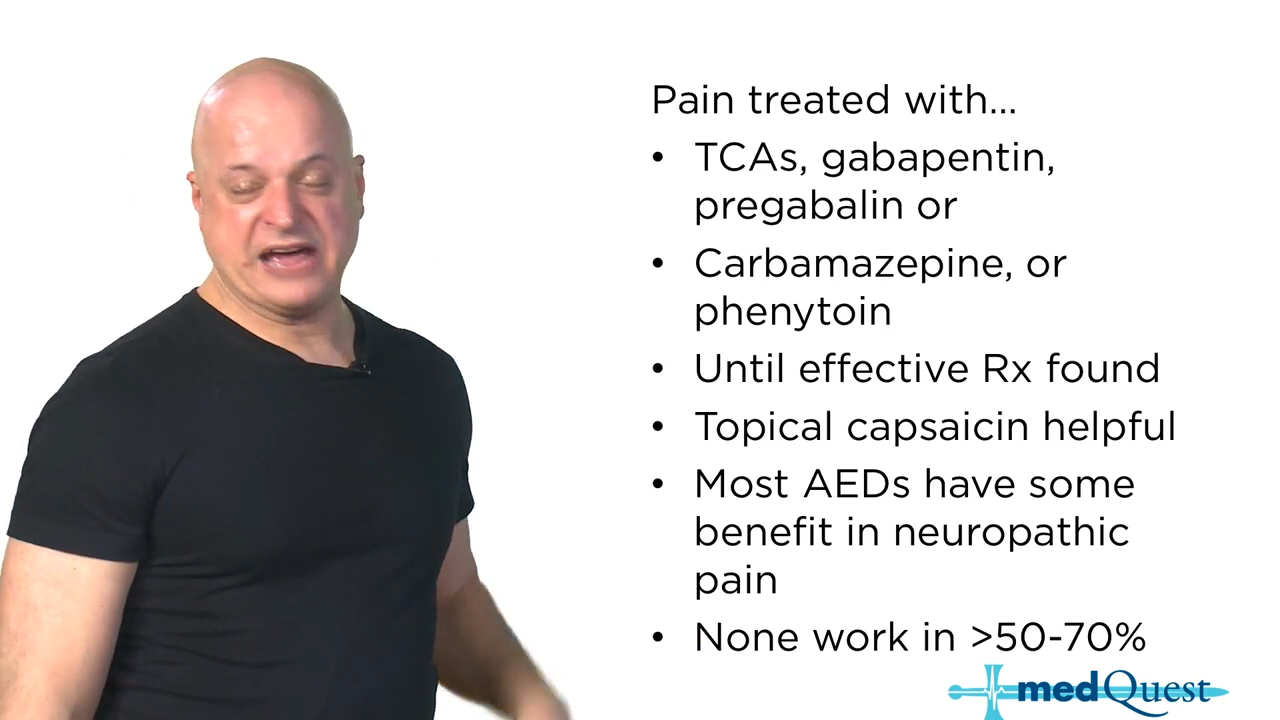 Pain treated with...
• TCAs, gabapentin,
pregabalin or
• Carbamazepine, or
phenytoin
• Until effective Rx found
• Topical capsaicin helpful
• Most AEDs have some
benefit in neuropathic
pain
• None work in >50-70%
medQuest